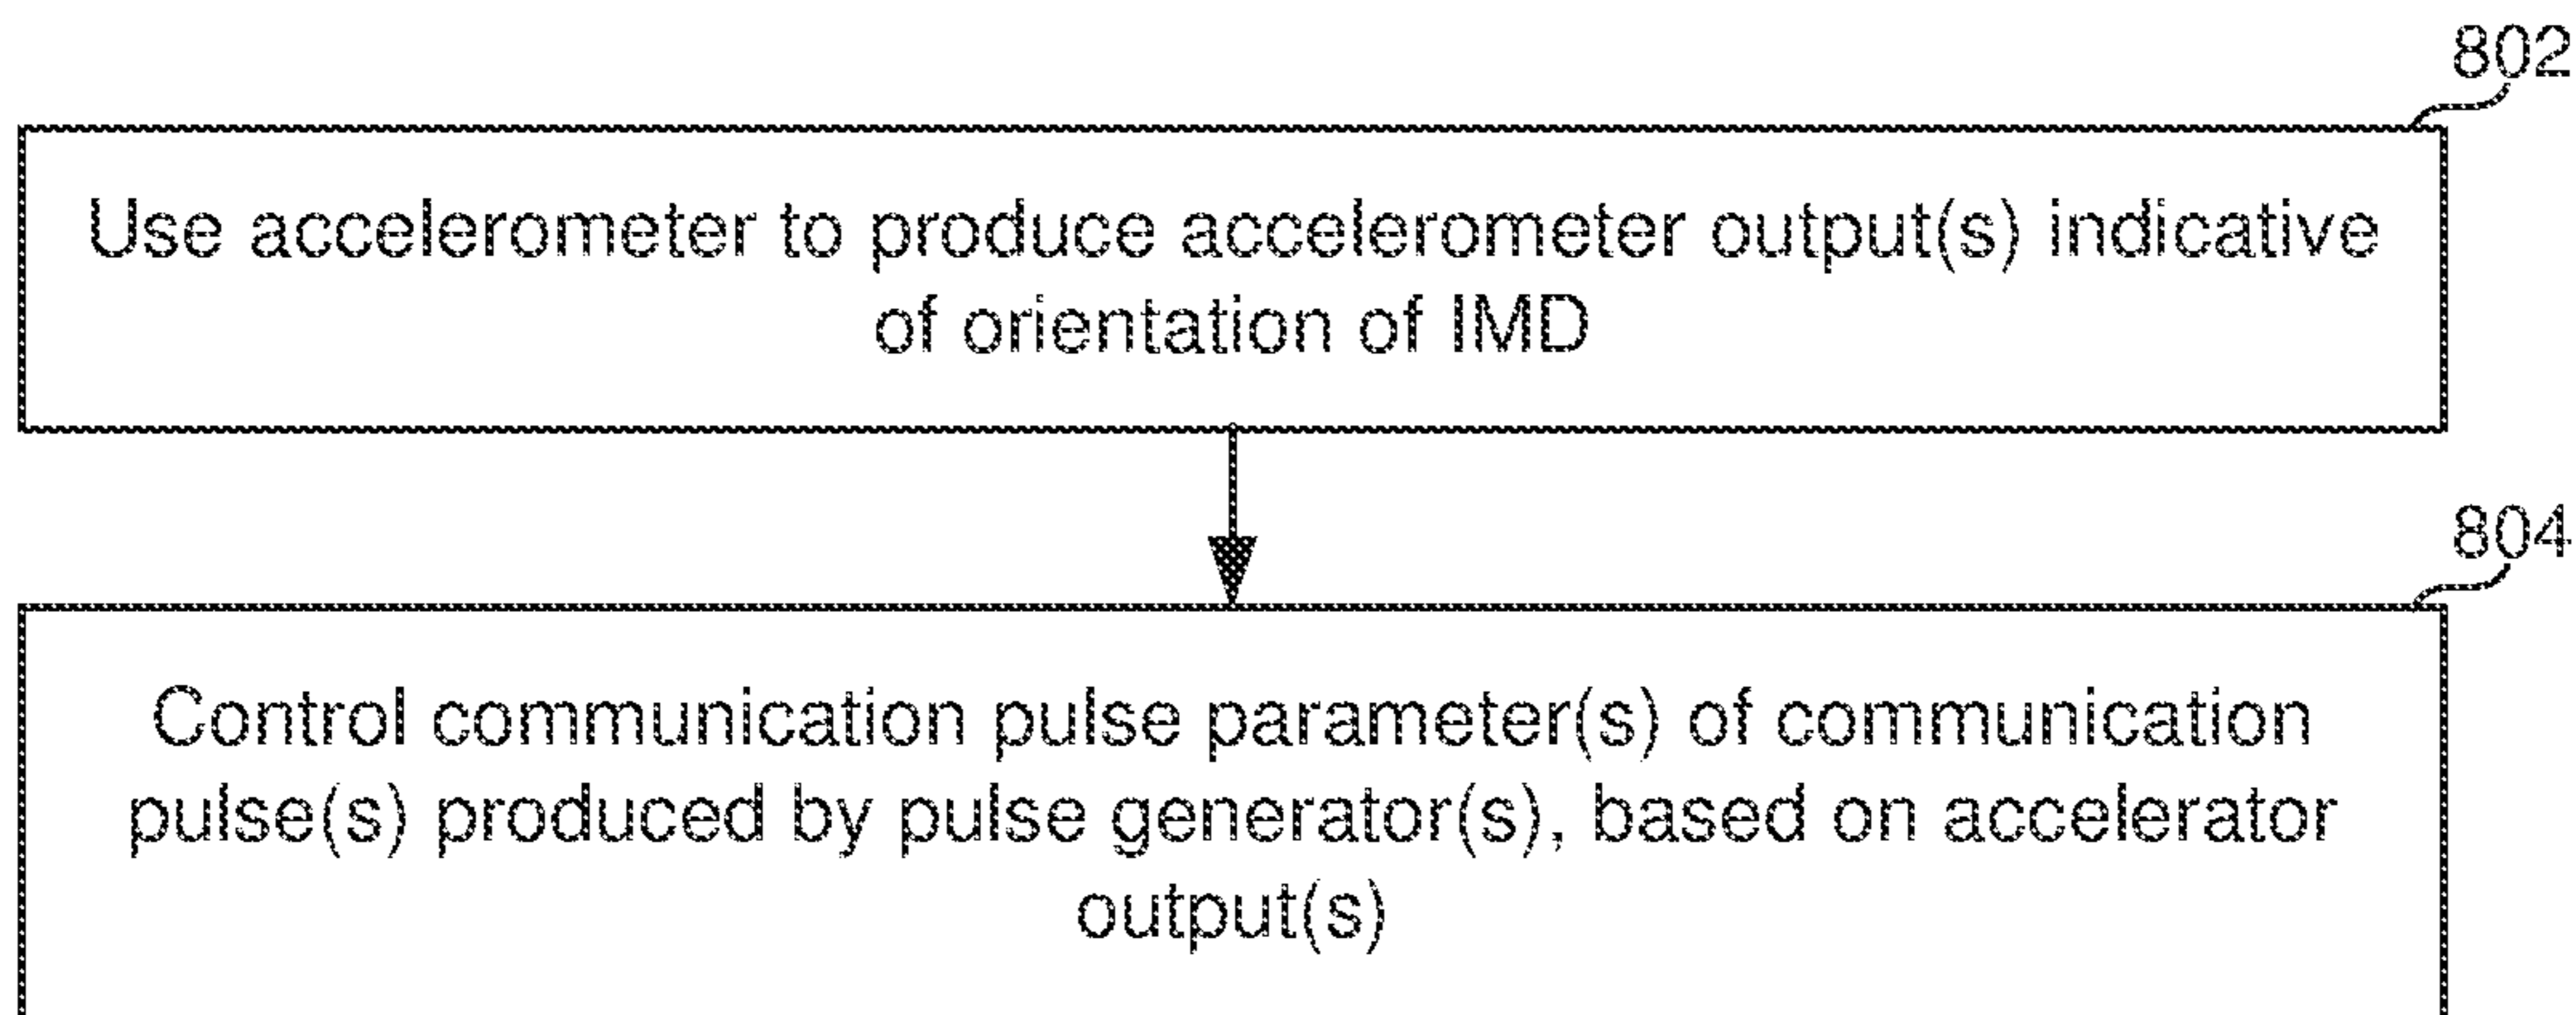 802
Use accelerometer to produce accelerometer output(s) indicative
of orientation of IMD
804
Control communication pulse parameter(s) of communication
pulse(s) produced by pulse generator(s), based on accelerator
output(s)